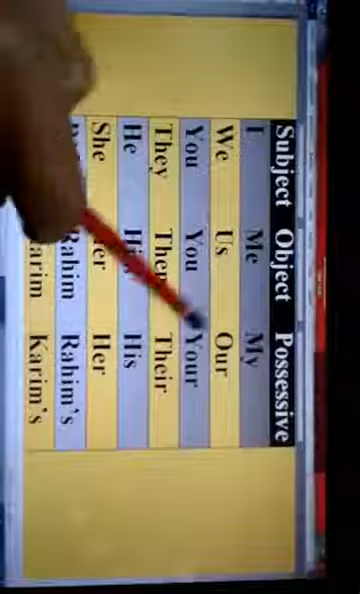 Subject Object Possessive
I Me My
We Us Our
You You Your
They Their
He His
She Her
Rahim Rahim's
Karim's